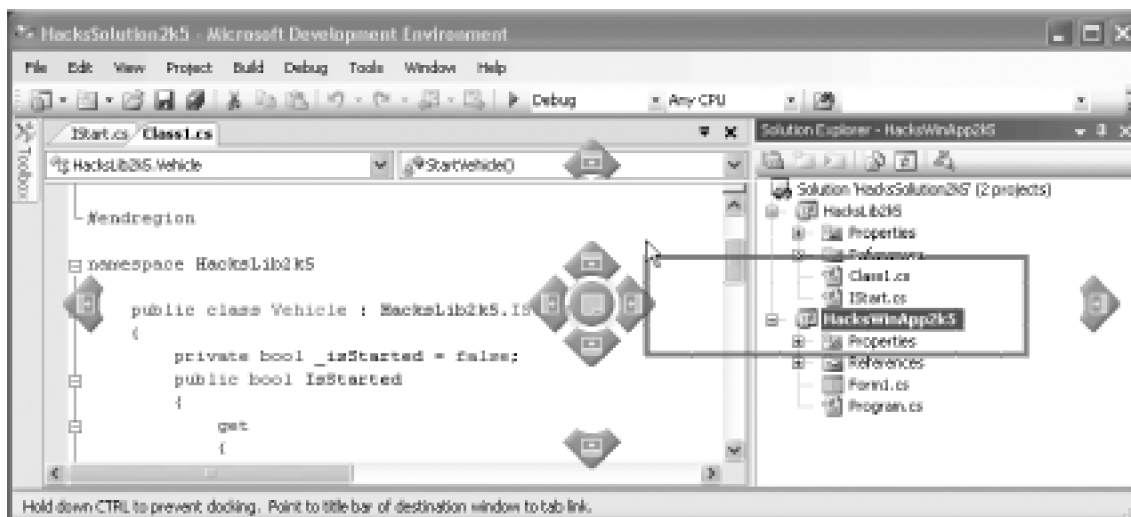 HacksSolution2k5 - Microsoft Development Environment
File Edit View Project Build Debug Tools Window Help
Debug Any CPU
Toolbox
IStart.cs Class1.cs
Solution Explorer - HacksWinApp2k5
HacksLib2k5.Vehicle
StartVehicle()
#endregion
namespace HacksLib2k5
public class Vehicle : HacksLib2k5.IS
{
private bool _isStarted = false;
public bool IsStarted
{
get
{
Solution 'HacksSolution2k5' (2 projects)
HacksLib2k5
Properties
References
Class1.cs
IStart.cs
HacksWinApp2k5
Properties
References
Form1.cs
Program.cs
Hold down CTRL to prevent docking. Point to title bar of destination window to tab link.